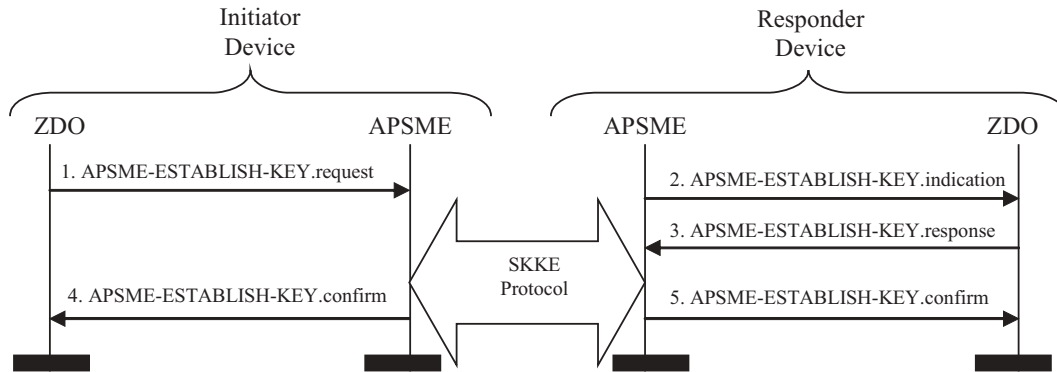 Initiator
Device
Responder
Device
ZDO
APSME
APSME
ZDO
1. APSME-ESTABLISH-KEY.request
2. APSME-ESTABLISH-KEY.indication
3. APSME-ESTABLISH-KEY.response
SKKE
Protocol
4. APSME-ESTABLISH-KEY.confirm
5. APSME-ESTABLISH-KEY.confirm